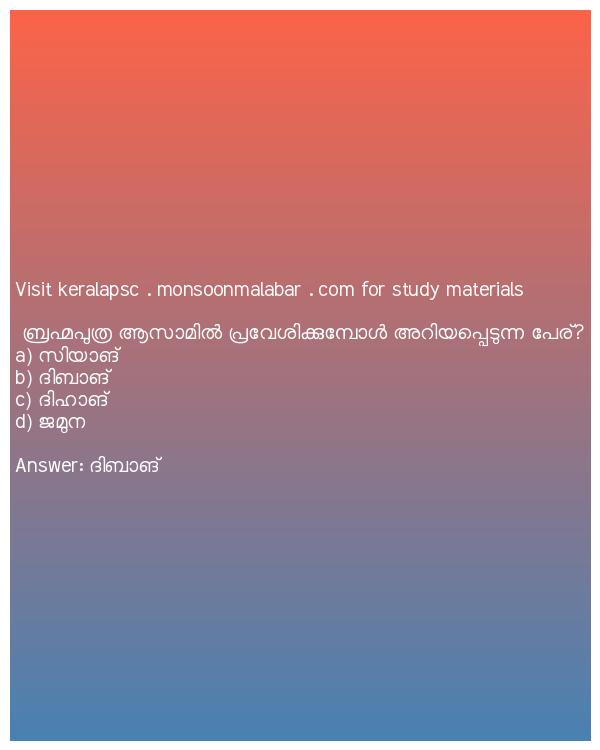 Visit keralapsc . monsoonmalabar . com for study materials
ബ്രഹ്മപുത്ര ആസാമിൽ പ്രവേശിക്കുമ്പോൾ അറിയപ്പെടുന്ന പേര്?
a) സിയാങ്
b) ദിബാങ്
c) ദിഹാങ്
d) ജമുന
Answer: ദിബാങ്